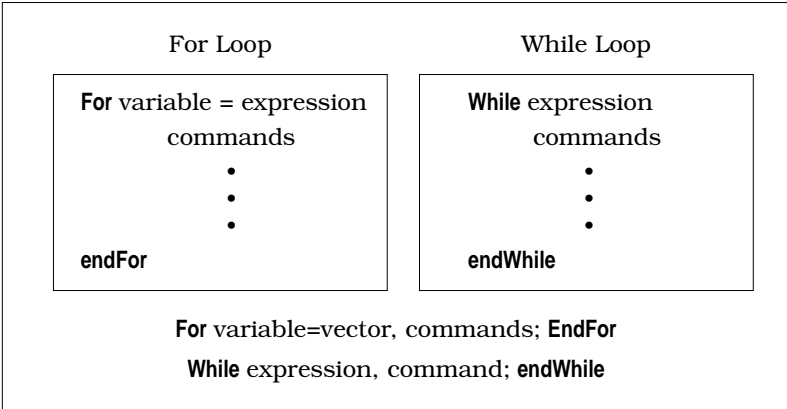 For Loop
For variable = expression
commands
•
•
•
endFor
While Loop
While expression
commands
•
•
•
endWhile
For variable=vector, commands; EndFor
While expression, command; endWhile